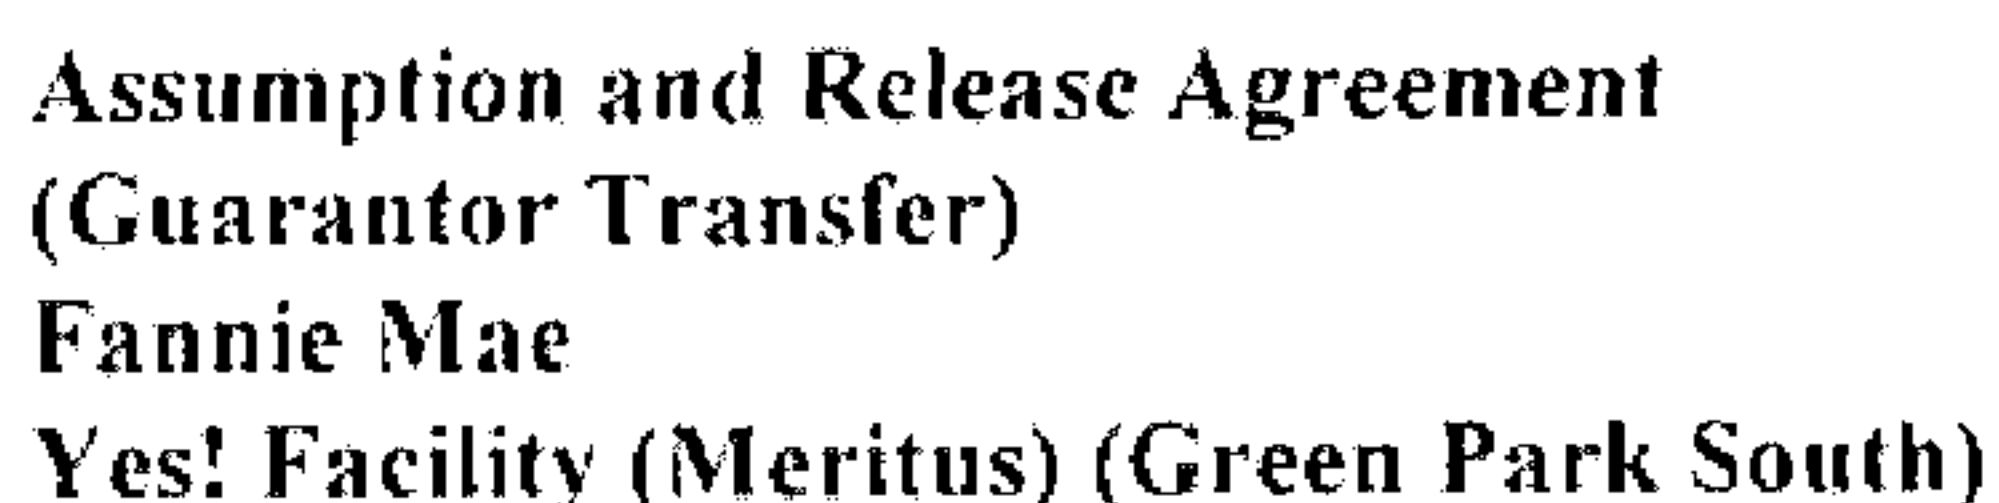 Assumption and Release Agreement
(Guarantor Transfer)
Fannie Mae
Yes! Facility (Meritus) (Green Park South)